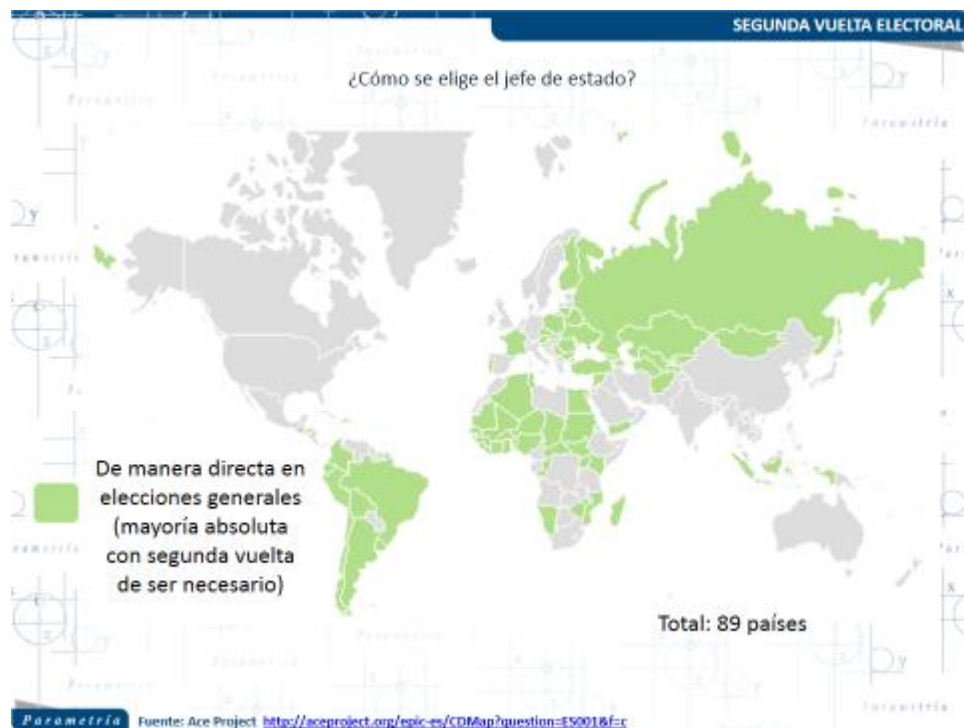 SEGUNDA VUELTA ELECTORAL
¿Cómo se elige el jefe de estado?
De manera directa en
elecciones generales
(mayoría absoluta
con segunda vuelta
de ser necesario)
Total: 89 países
Parametría
Fuente: Ace Project http://aceproject.org/epic-es/CDMap?question=ES001&f=c